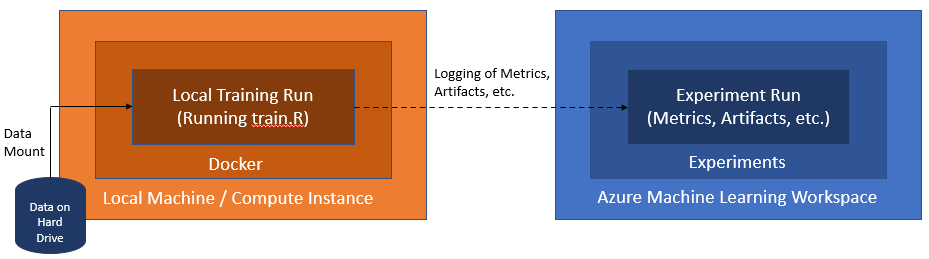 Local Training Run
(Running train.R)
Docker
Local Machine / Compute Instance
Data
Mount
Data on
Hard
Drive
Logging of Metrics,
Artifacts, etc.
Experiment Run
(Metrics, Artifacts, etc.)
Experiments
Azure Machine Learning Workspace